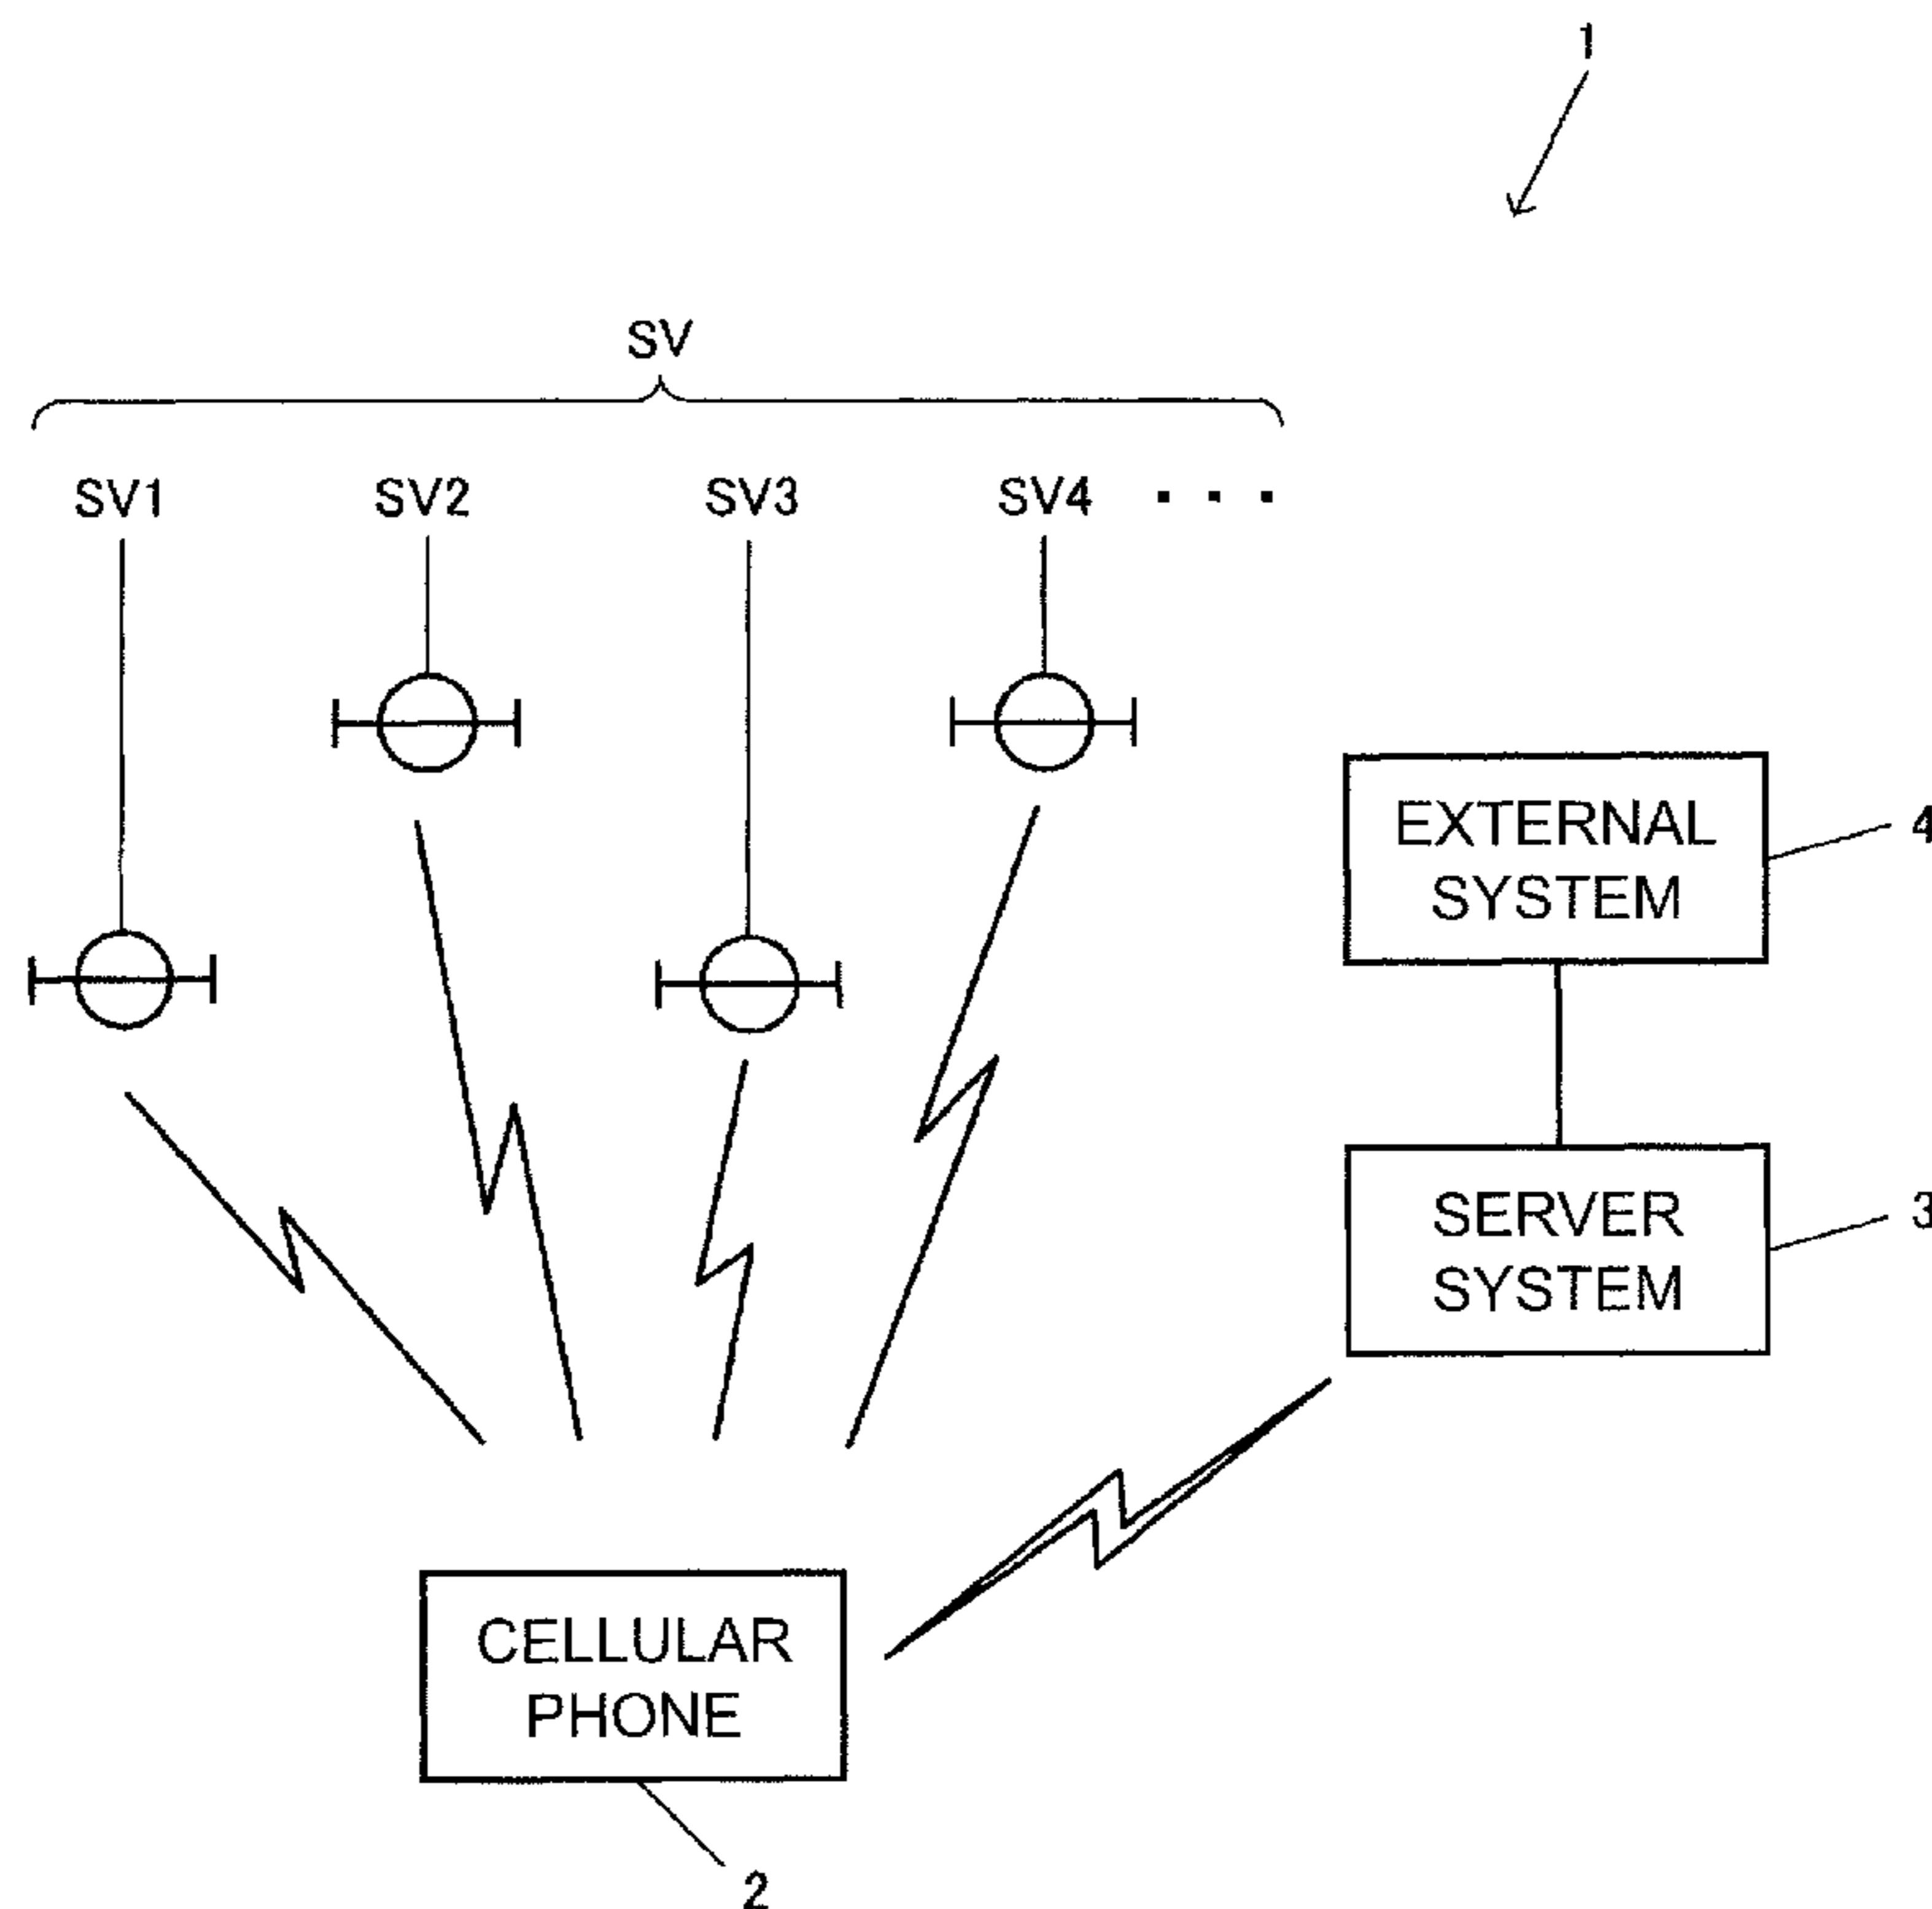 1
SV
SV1 SV2 SV3 SV4 ・・・
EXTERNAL
SYSTEM
4
SERVER
SYSTEM
3
CELLULAR
PHONE
2